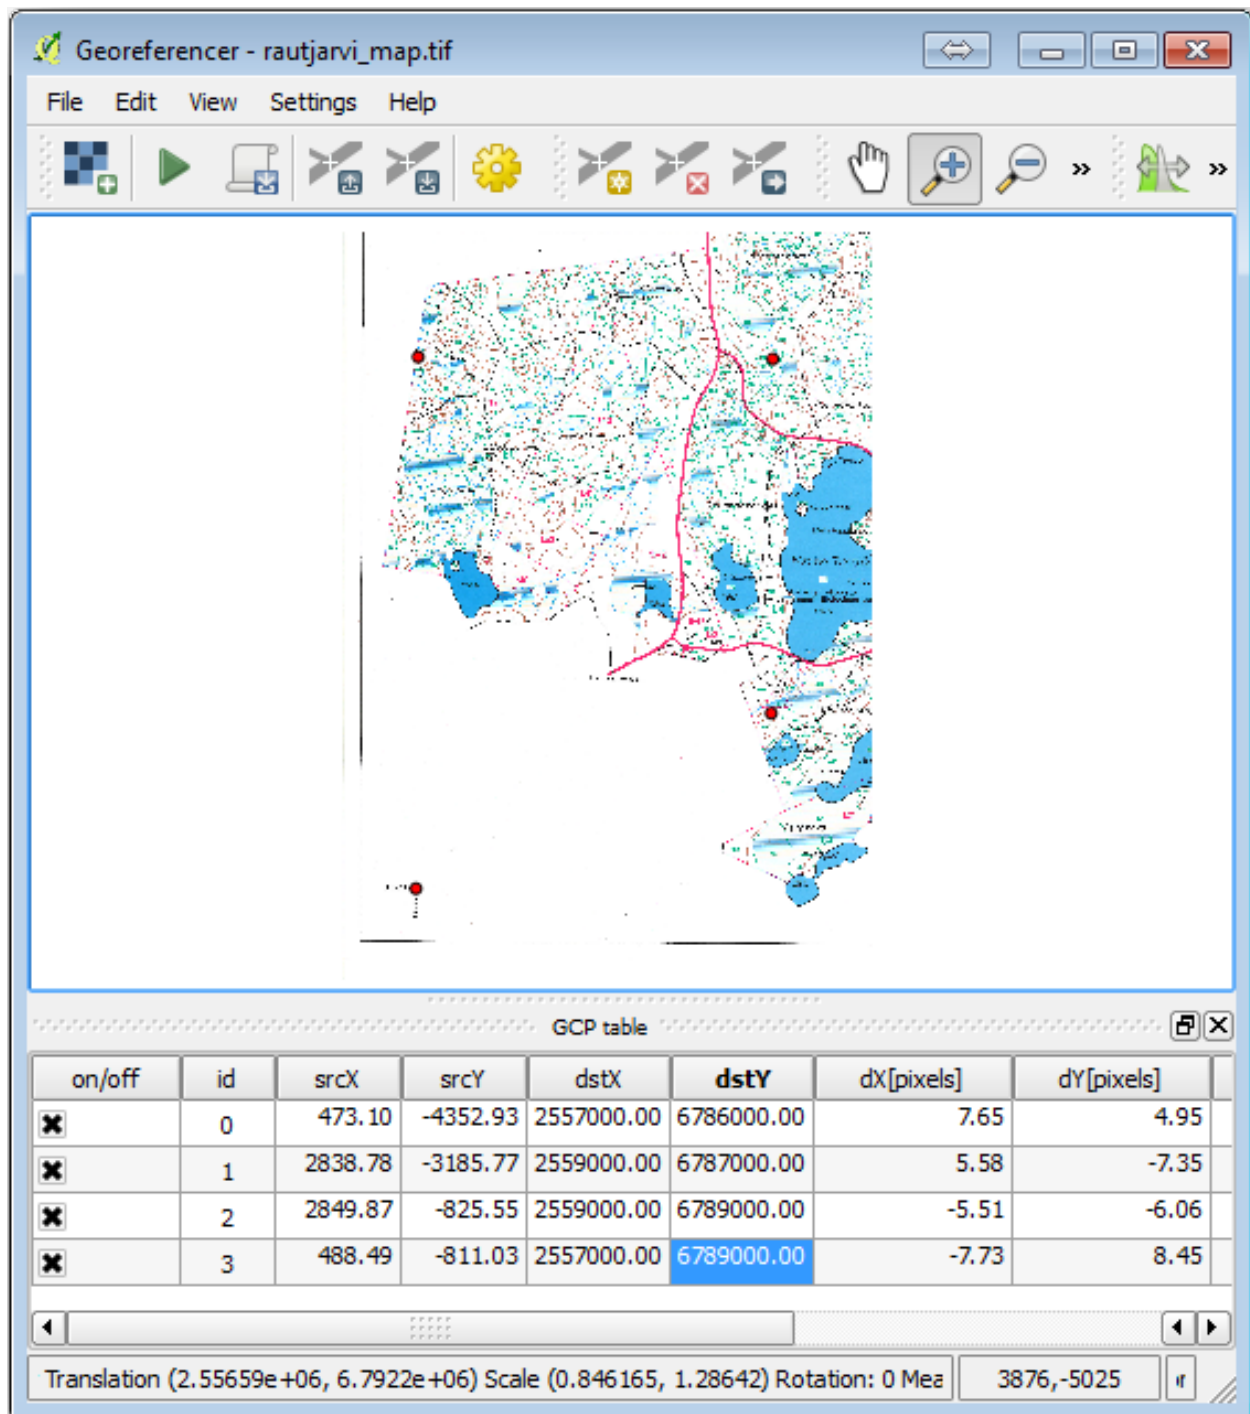 Georeferencer - rautjarvi_map.tif
File Edit View Settings Help
» »
GCP table
on/off id srcX srcY dstX dstY dX[pixels] dY[pixels]
0 473.10 -4352.93 2557000.00 6786000.00 7.65 4.95
1 2838.78 -3185.77 2559000.00 6787000.00 5.58 -7.35
2 2849.87 -825.55 2559000.00 6789000.00 -5.51 -6.06
3 488.49 -811.03 2557000.00 6789000.00 -7.73 8.45
Translation (2.55659e+06, 6.7922e+06) Scale (0.846165, 1.28642) Rotation: 0 Mea 3876,-5025